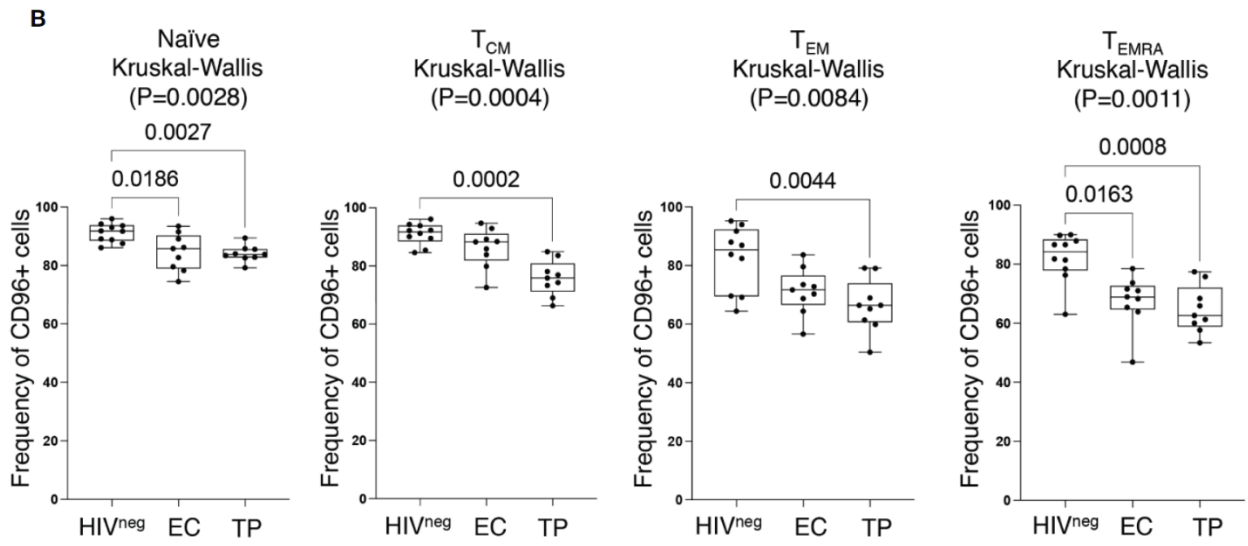 B
Naïve
Kruskal-Wallis
(P=0.0028)
0.0027
0.0186
Frequency of CD96+ cells
100
80
60
40
20
0
HIVneg EC TP
TCM
Kruskal-Wallis
(P=0.0004)
0.0002
Frequency of CD96+ cells
100
80
60
40
20
0
HIVneg EC TP
TEM
Kruskal-Wallis
(P=0.0084)
0.0044
Frequency of CD96+ cells
100
80
60
40
20
0
HIVneg EC TP
TEMRA
Kruskal-Wallis
(P=0.0011)
0.0008
0.0163
Frequency of CD96+ cells
100
80
60
40
20
0
HIVneg EC TP